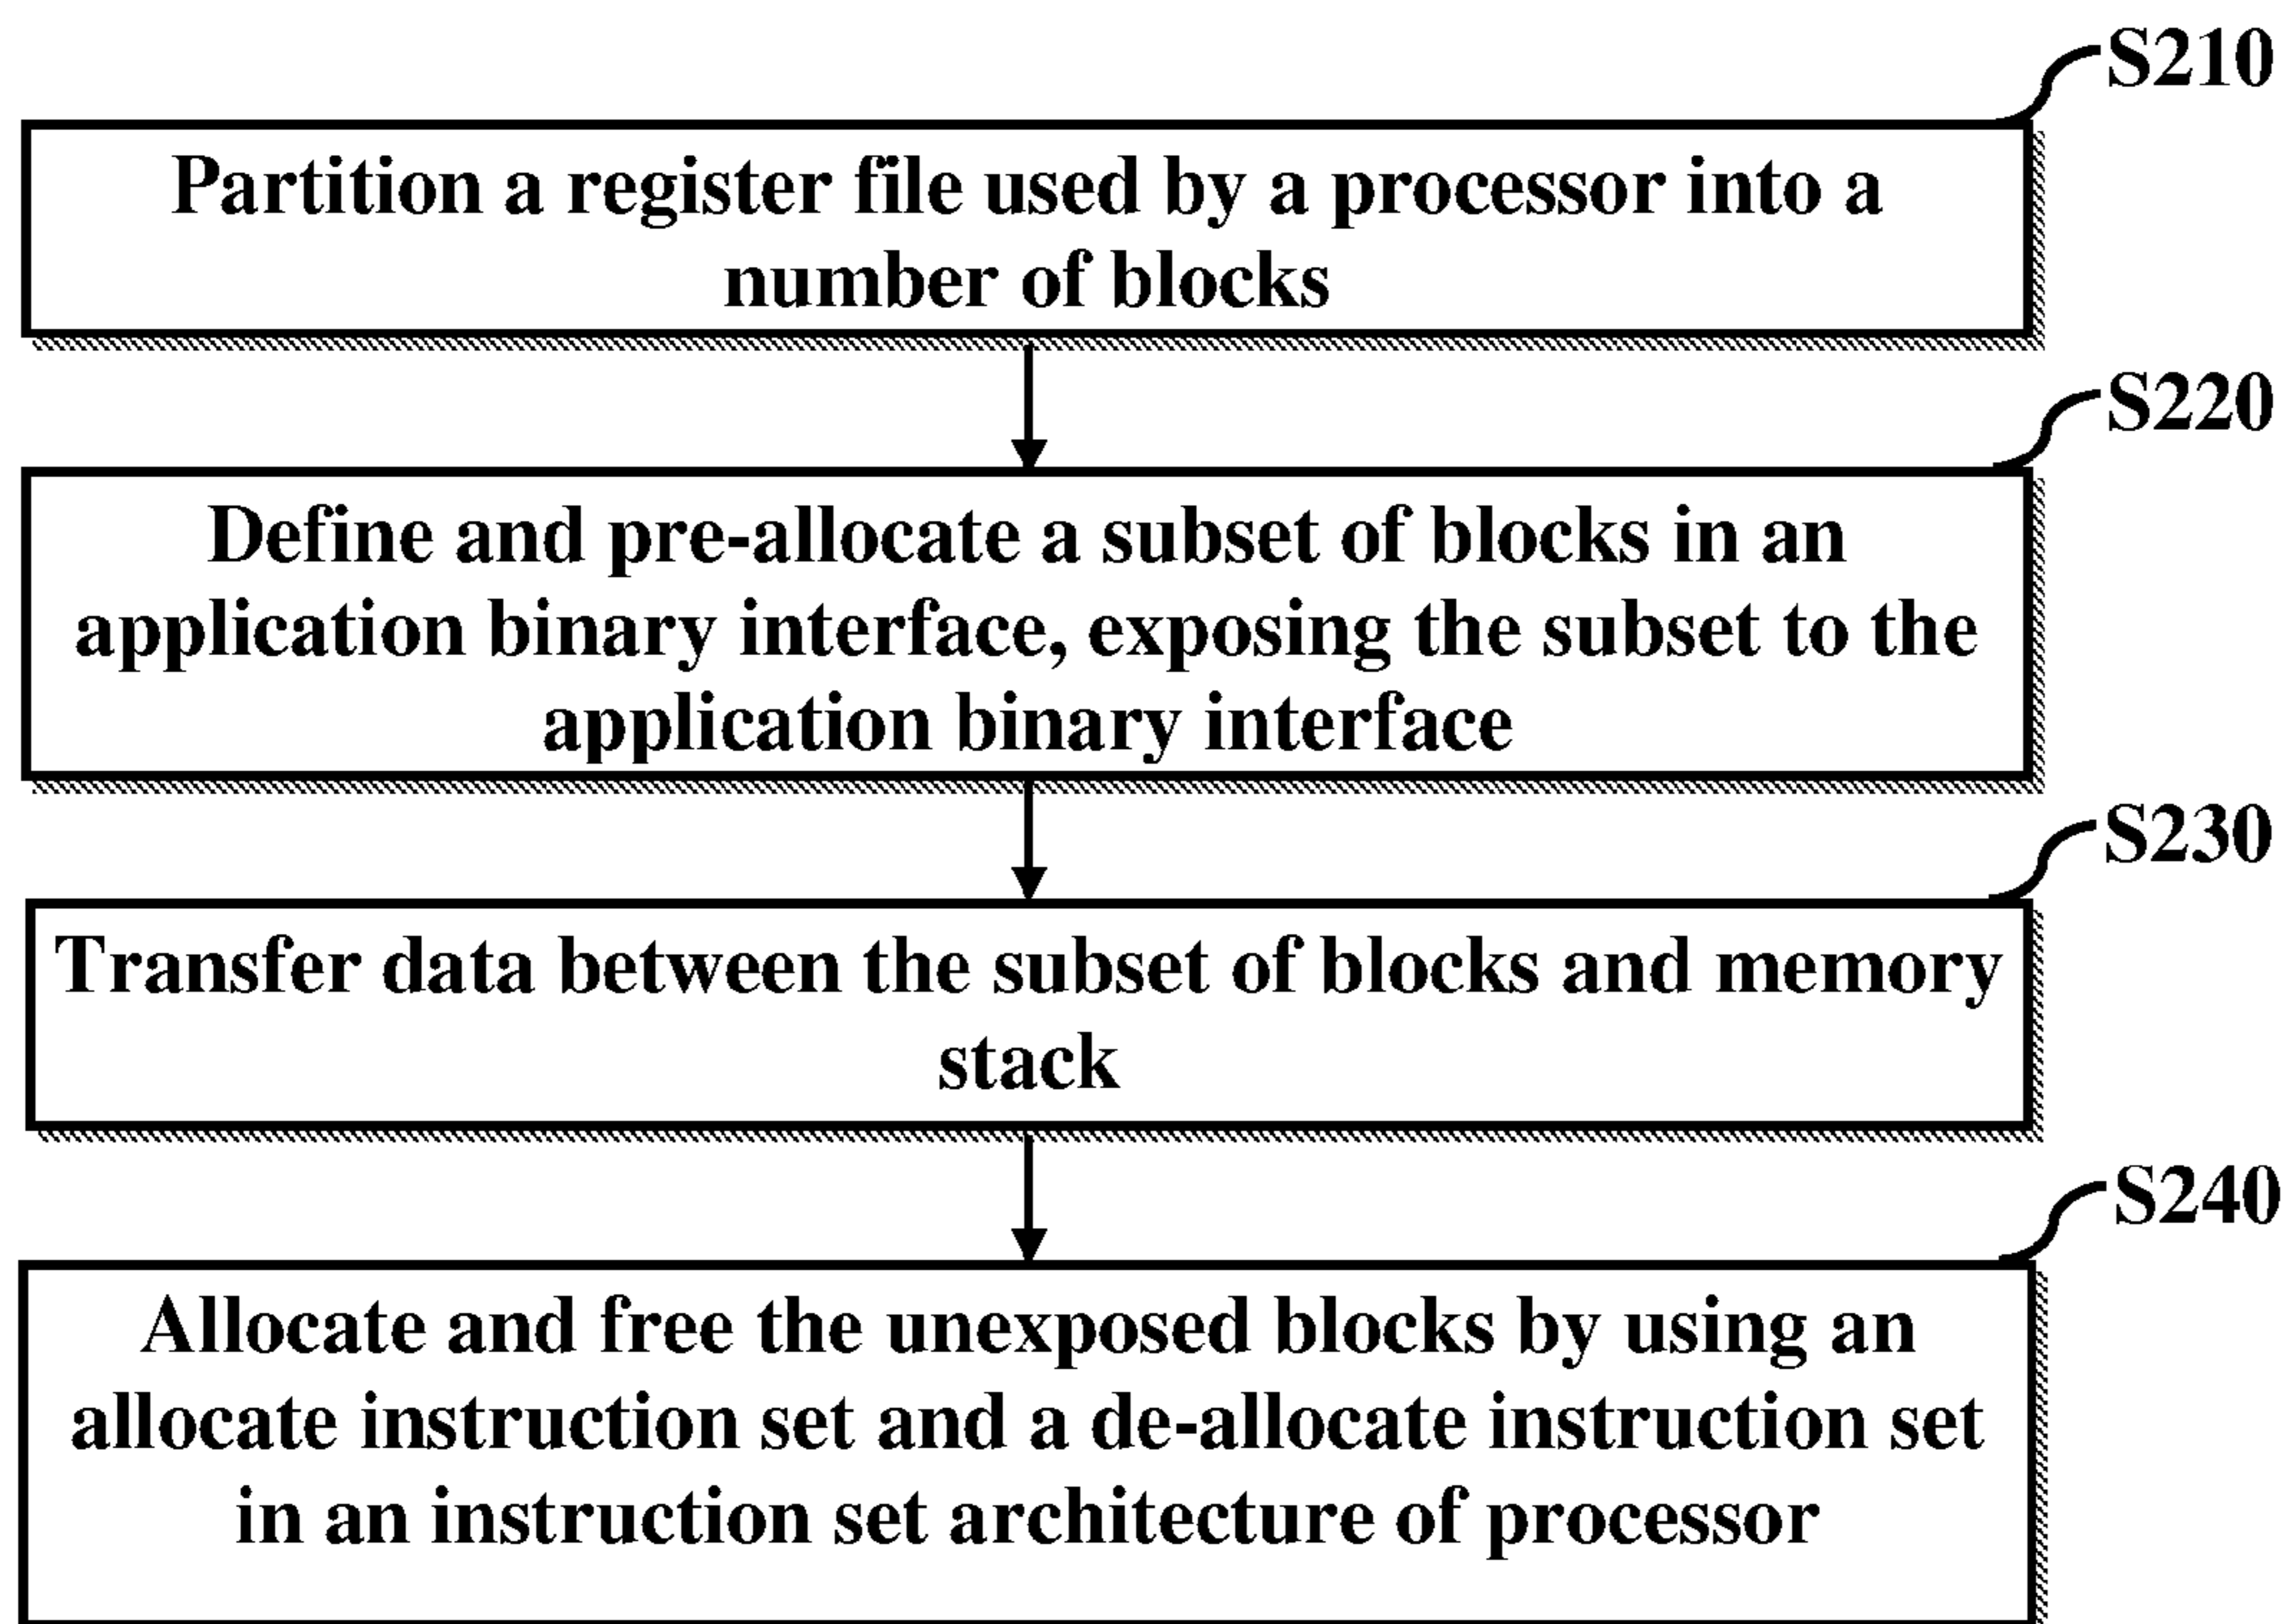 S210
Partition a register file used by a processor into a
number of blocks
S220
Define and pre-allocate a subset of blocks in an
application binary interface, exposing the subset to the
application binary interface
S230
Transfer data between the subset of blocks and memory
stack
S240
Allocate and free the unexposed blocks by using an
allocate instruction set and a de-allocate instruction set
in an instruction set architecture of processor